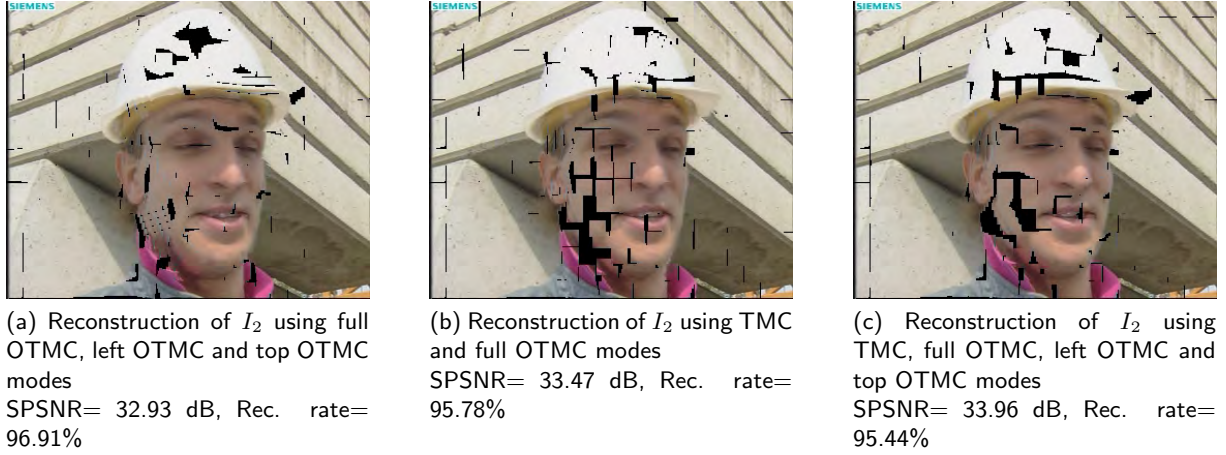 SIEMENS
SIEMENS
SIEMENS
(a) Reconstruction of I₂ using full
OTMC, left OTMC and top OTMC
modes
SPSNR= 32.93 dB, Rec. rate=
96.91%
(b) Reconstruction of I₂ using TMC
and full OTMC modes
SPSNR= 33.47 dB, Rec. rate=
95.78%
(c) Reconstruction of I₂ using
TMC, full OTMC, left OTMC and
top OTMC modes
SPSNR= 33.96 dB, Rec. rate=
95.44%